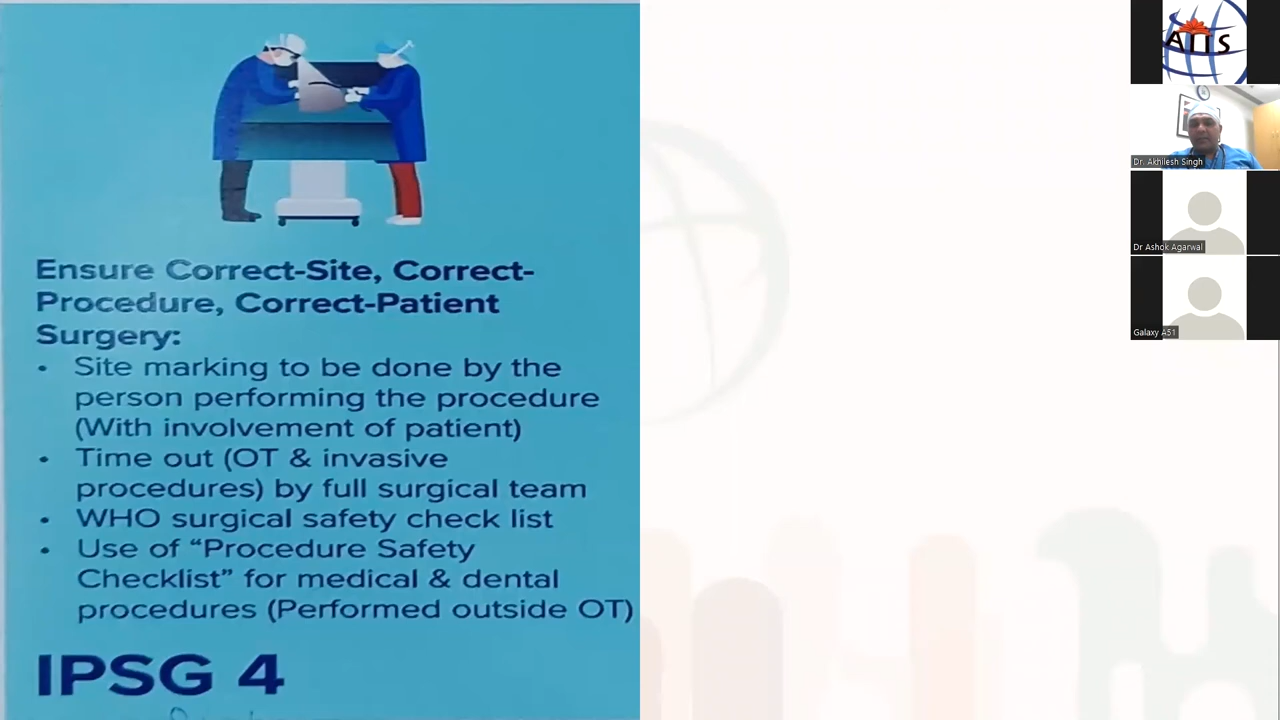 Ensure Correct-Site, Correct-
Procedure, Correct-Patient
Surgery:
• Site marking to be done by the
person performing the procedure
(With involvement of patient)
• Time out (OT & invasive
procedures) by full surgical team
• WHO surgical safety check list
• Use of “Procedure Safety
Checklist” for medical & dental
procedures (Performed outside OT)
IPSG 4
AIIS
Dr. Akhilesh Singh
Dr Ashok Agarwal
Galaxy A51